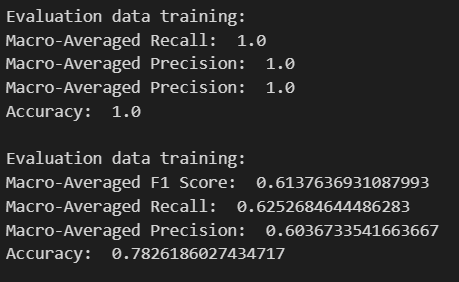 Evaluation data training:
Macro-Averaged Recall:  1.0
Macro-Averaged Precision:  1.0
Macro-Averaged Precision:  1.0
Accuracy:  1.0

Evaluation data training:
Macro-Averaged F1 Score:  0.6137636931087993
Macro-Averaged Recall:  0.6252684644486283
Macro-Averaged Precision:  0.6036733541663667
Accuracy:  0.7826186027434717